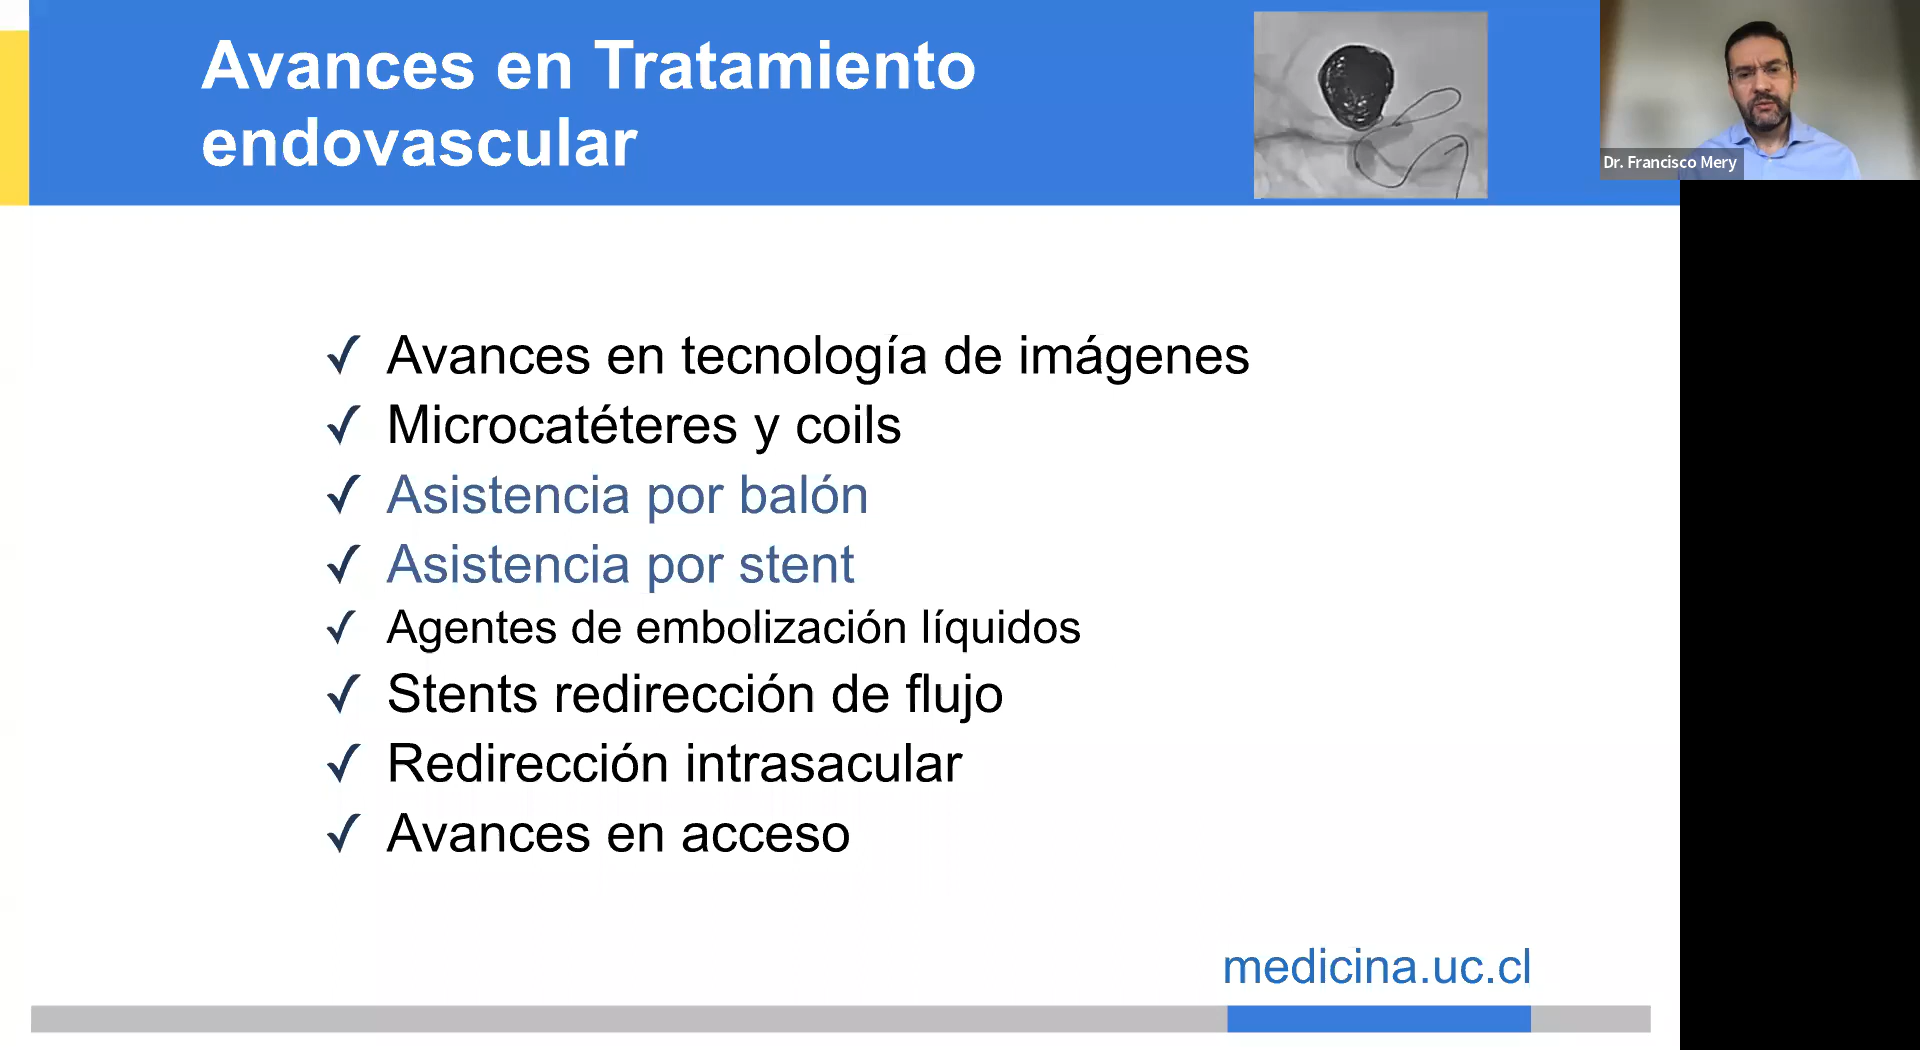 Avances en Tratamiento
endovascular
Dr. Francisco Mery
✓ Avances en tecnología de imágenes
✓ Microcatéteres y coils
✓ Asistencia por balón
✓ Asistencia por stent
✓ Agentes de embolización líquidos
✓ Stents redirección de flujo
✓ Redirección intrasacular
✓ Avances en acceso
medicina.uc.cl